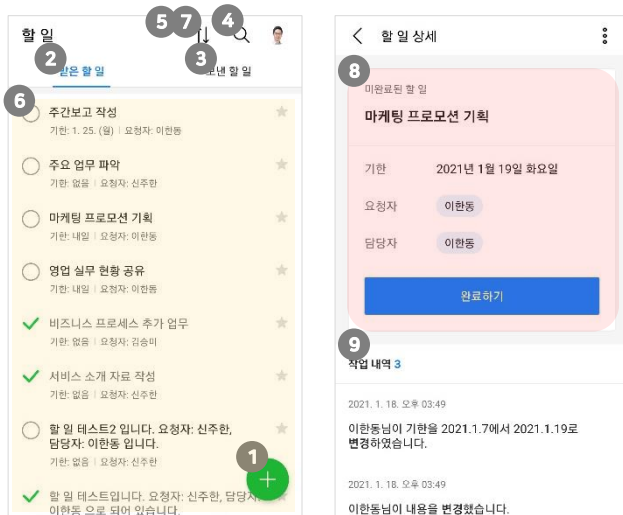 5 7 4
할 일
2 3
받은 할 일 보낸 할 일
6
주간보고 작성
기한: 1. 25. (월) | 요청자: 이한동
주요 업무 파악
기한: 없음 | 요청자: 신주한
마케팅 프로모션 기획
기한: 내일 | 요청자: 이한동
영업 실무 현황 공유
기한: 내일 | 요청자: 이한동
비즈니스 프로세스 추가 업무
기한: 없음 | 요청자: 김승미
서비스 소개 자료 작성
기한: 없음 | 요청자: 신주한
할 일 테스트2 입니다. 요청자: 신주한,
담당자: 이한동 입니다.
기한: 없음 | 요청자: 신주한
1
할 일 테스트입니다. 요청자: 신주한, 담당자:
이한동 으로 되어 있습니다.
할 일 상세
8
미완료된 할 일
마케팅 프로모션 기획
기한 2021년 1월 19일 화요일
요청자 이한동
담당자 이한동
완료하기
9
작업 내역 3
2021. 1. 18. 오후 03:49
이한동님이 기한을 2021.1.7에서 2021.1.19로
변경하였습니다.
2021. 1. 18. 오후 03:49
이한동님이 내용을 변경했습니다.